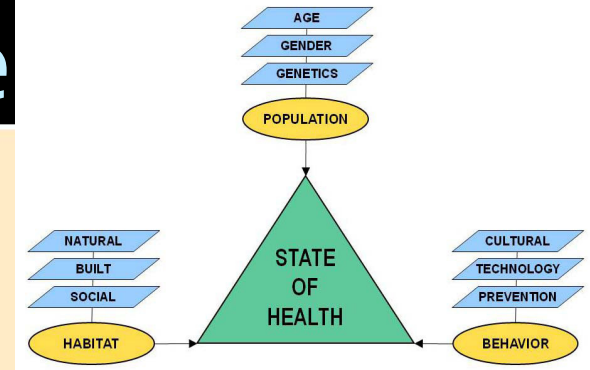 e
AGE
GENDER
GENETICS
POPULATION
NATURAL
BUILT
SOCIAL
HABITAT
STATE
OF
HEALTH
CULTURAL
TECHNOLOGY
PREVENTION
BEHAVIOR